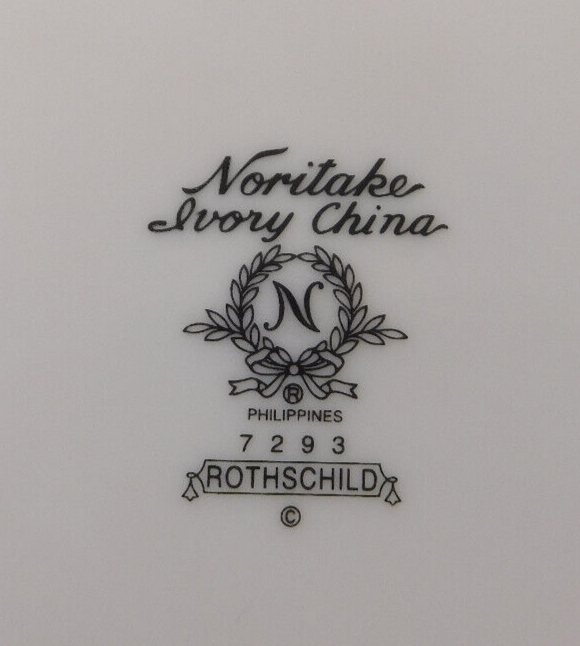 Noritake
Ivory China
N
®
PHILIPPINES
7293
ROTHSCHILD
©